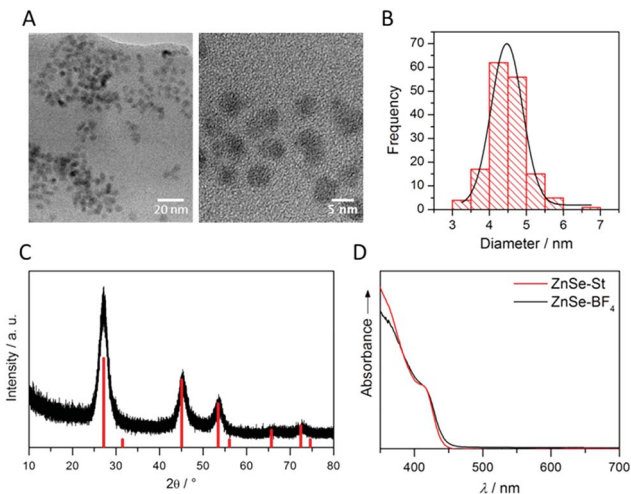 A
20 nm
5 nm
B
Frequency
70
60
50
40
30
20
10
0
2 3 4 5 6 7
Diameter / nm
C
Intensity / a. u.
10 20 30 40 50 60 70 80
2θ / °
D
ZnSe-St
ZnSe-BF₄
Absorbance
400 500 600 700
λ / nm